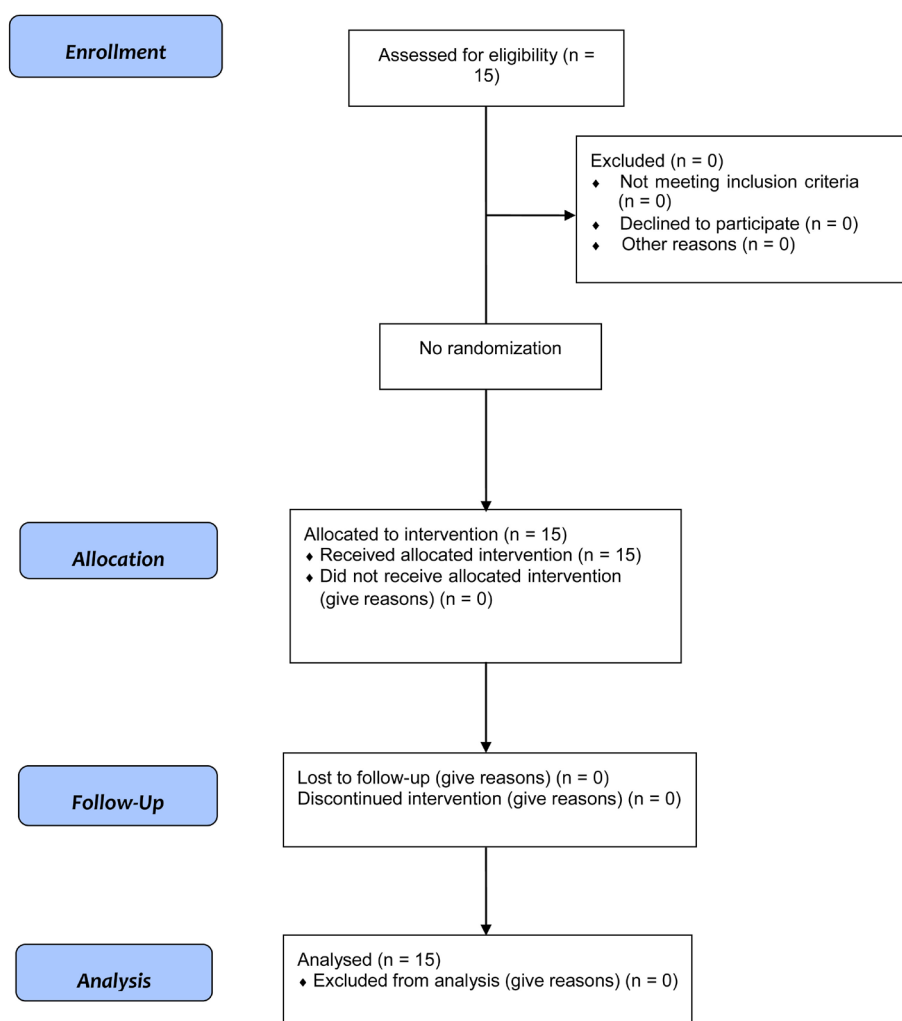 Enrollment
Assessed for eligibility (n =
15)
Excluded (n = 0)
♦ Not meeting inclusion criteria
(n = 0)
♦ Declined to participate (n = 0)
♦ Other reasons (n = 0)
No randomization
Allocation
Allocated to intervention (n = 15)
♦ Received allocated intervention (n = 15)
♦ Did not receive allocated intervention
(give reasons) (n = 0)
Follow-Up
Lost to follow-up (give reasons) (n = 0)
Discontinued intervention (give reasons) (n = 0)
Analysis
Analysed (n = 15)
♦ Excluded from analysis (give reasons) (n = 0)